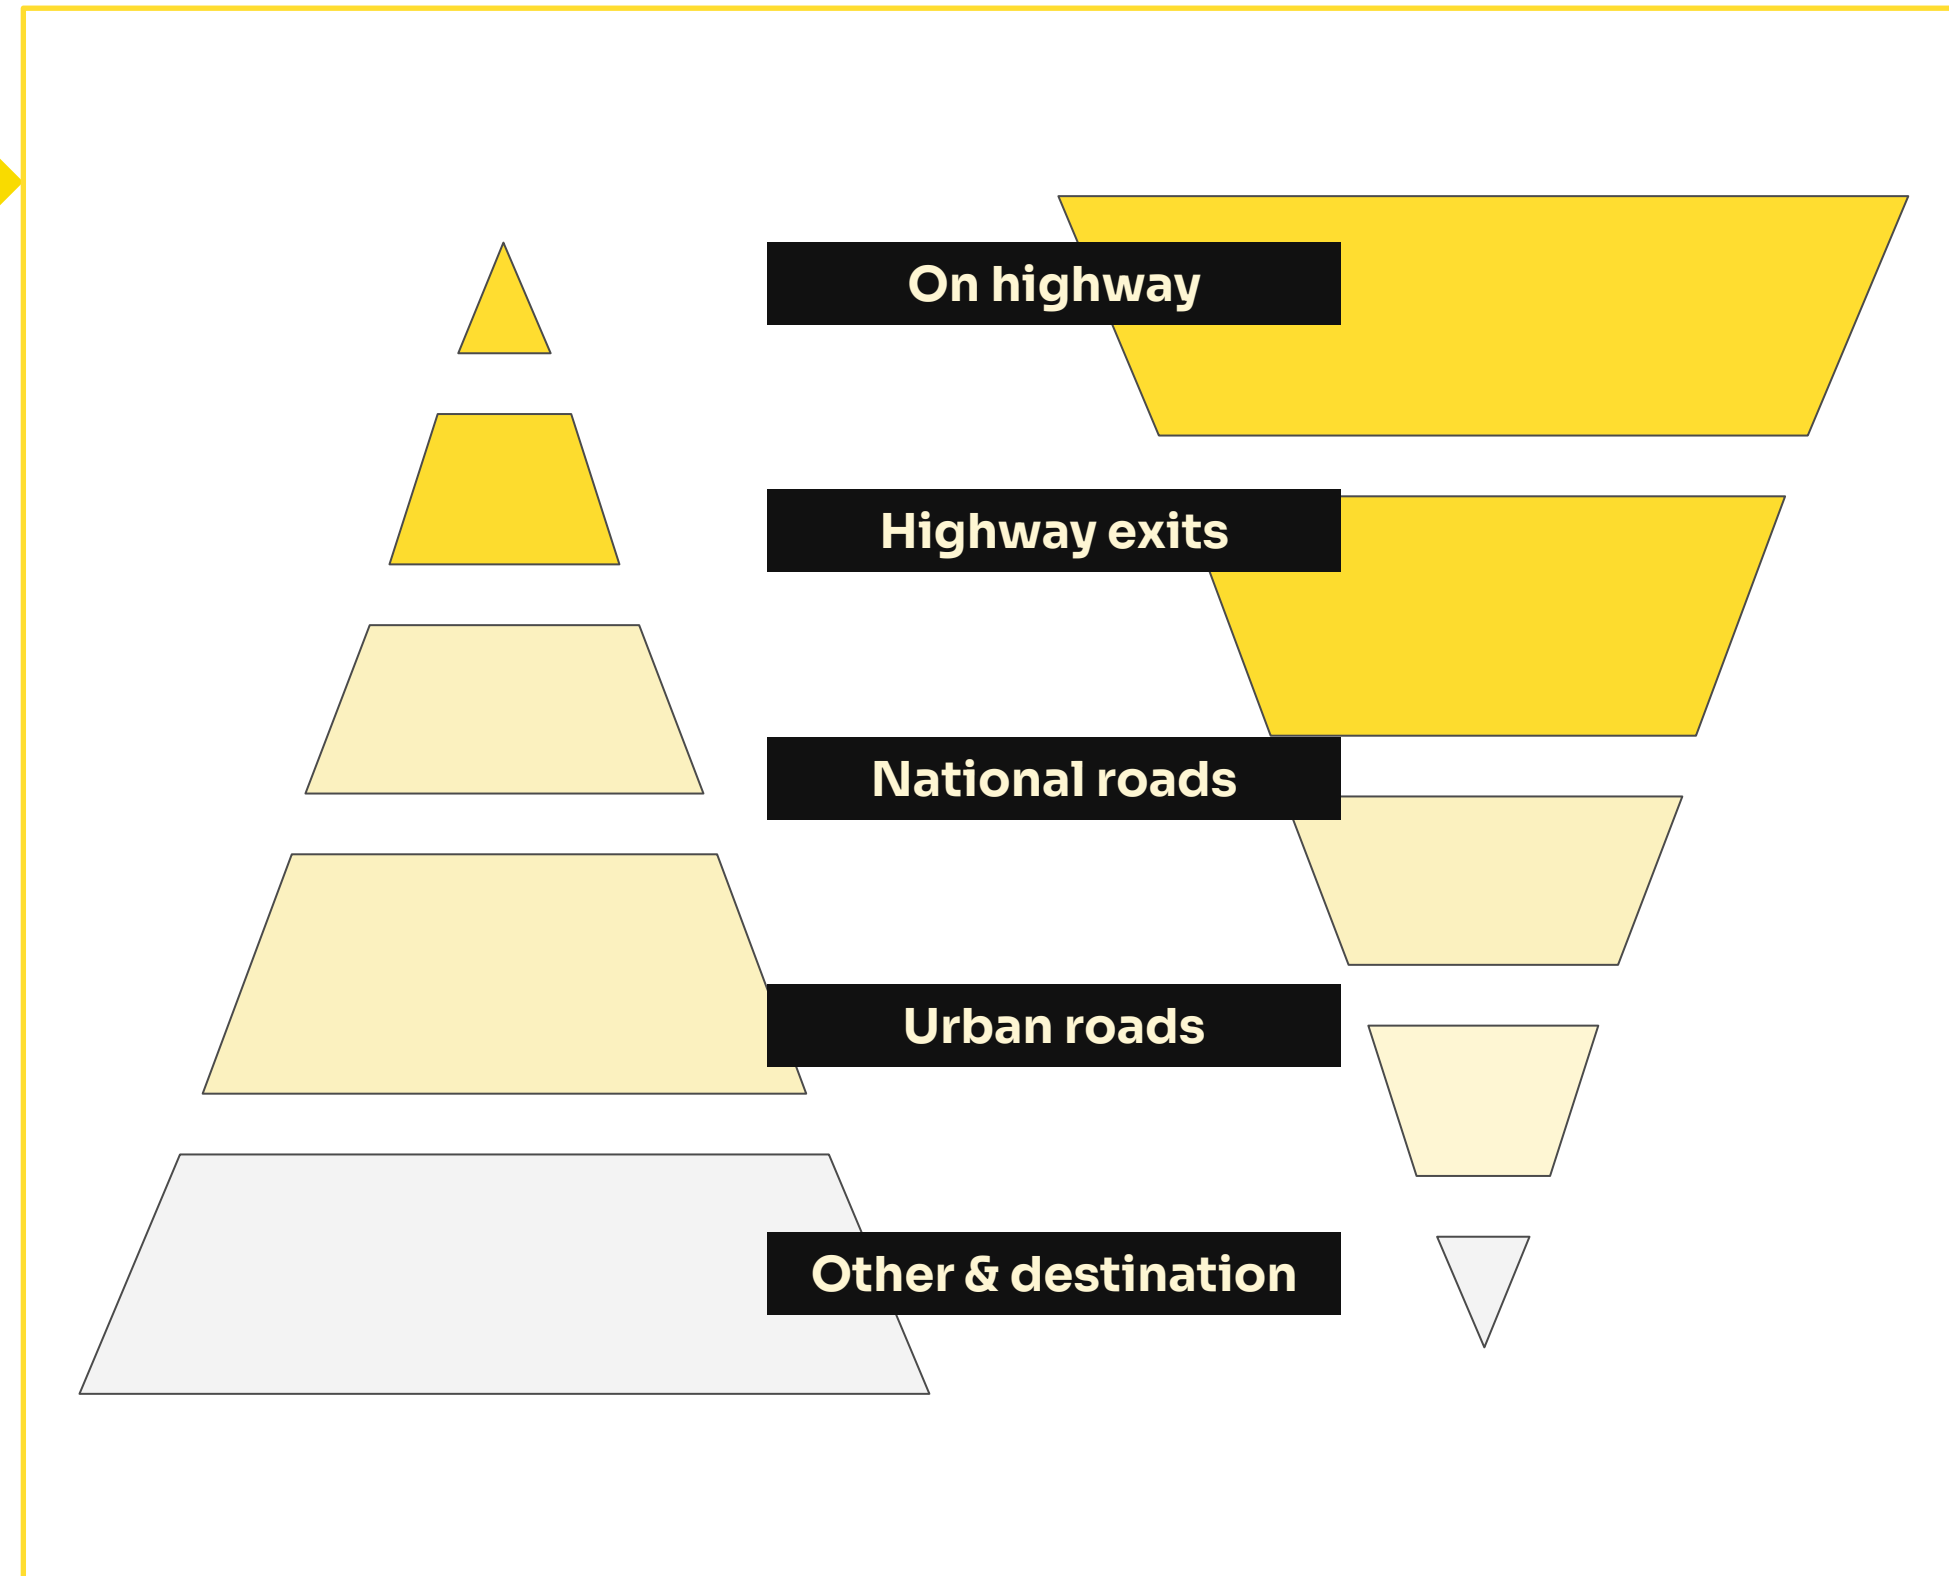 On highway
Highway exits
National roads
Urban roads
Other & destination